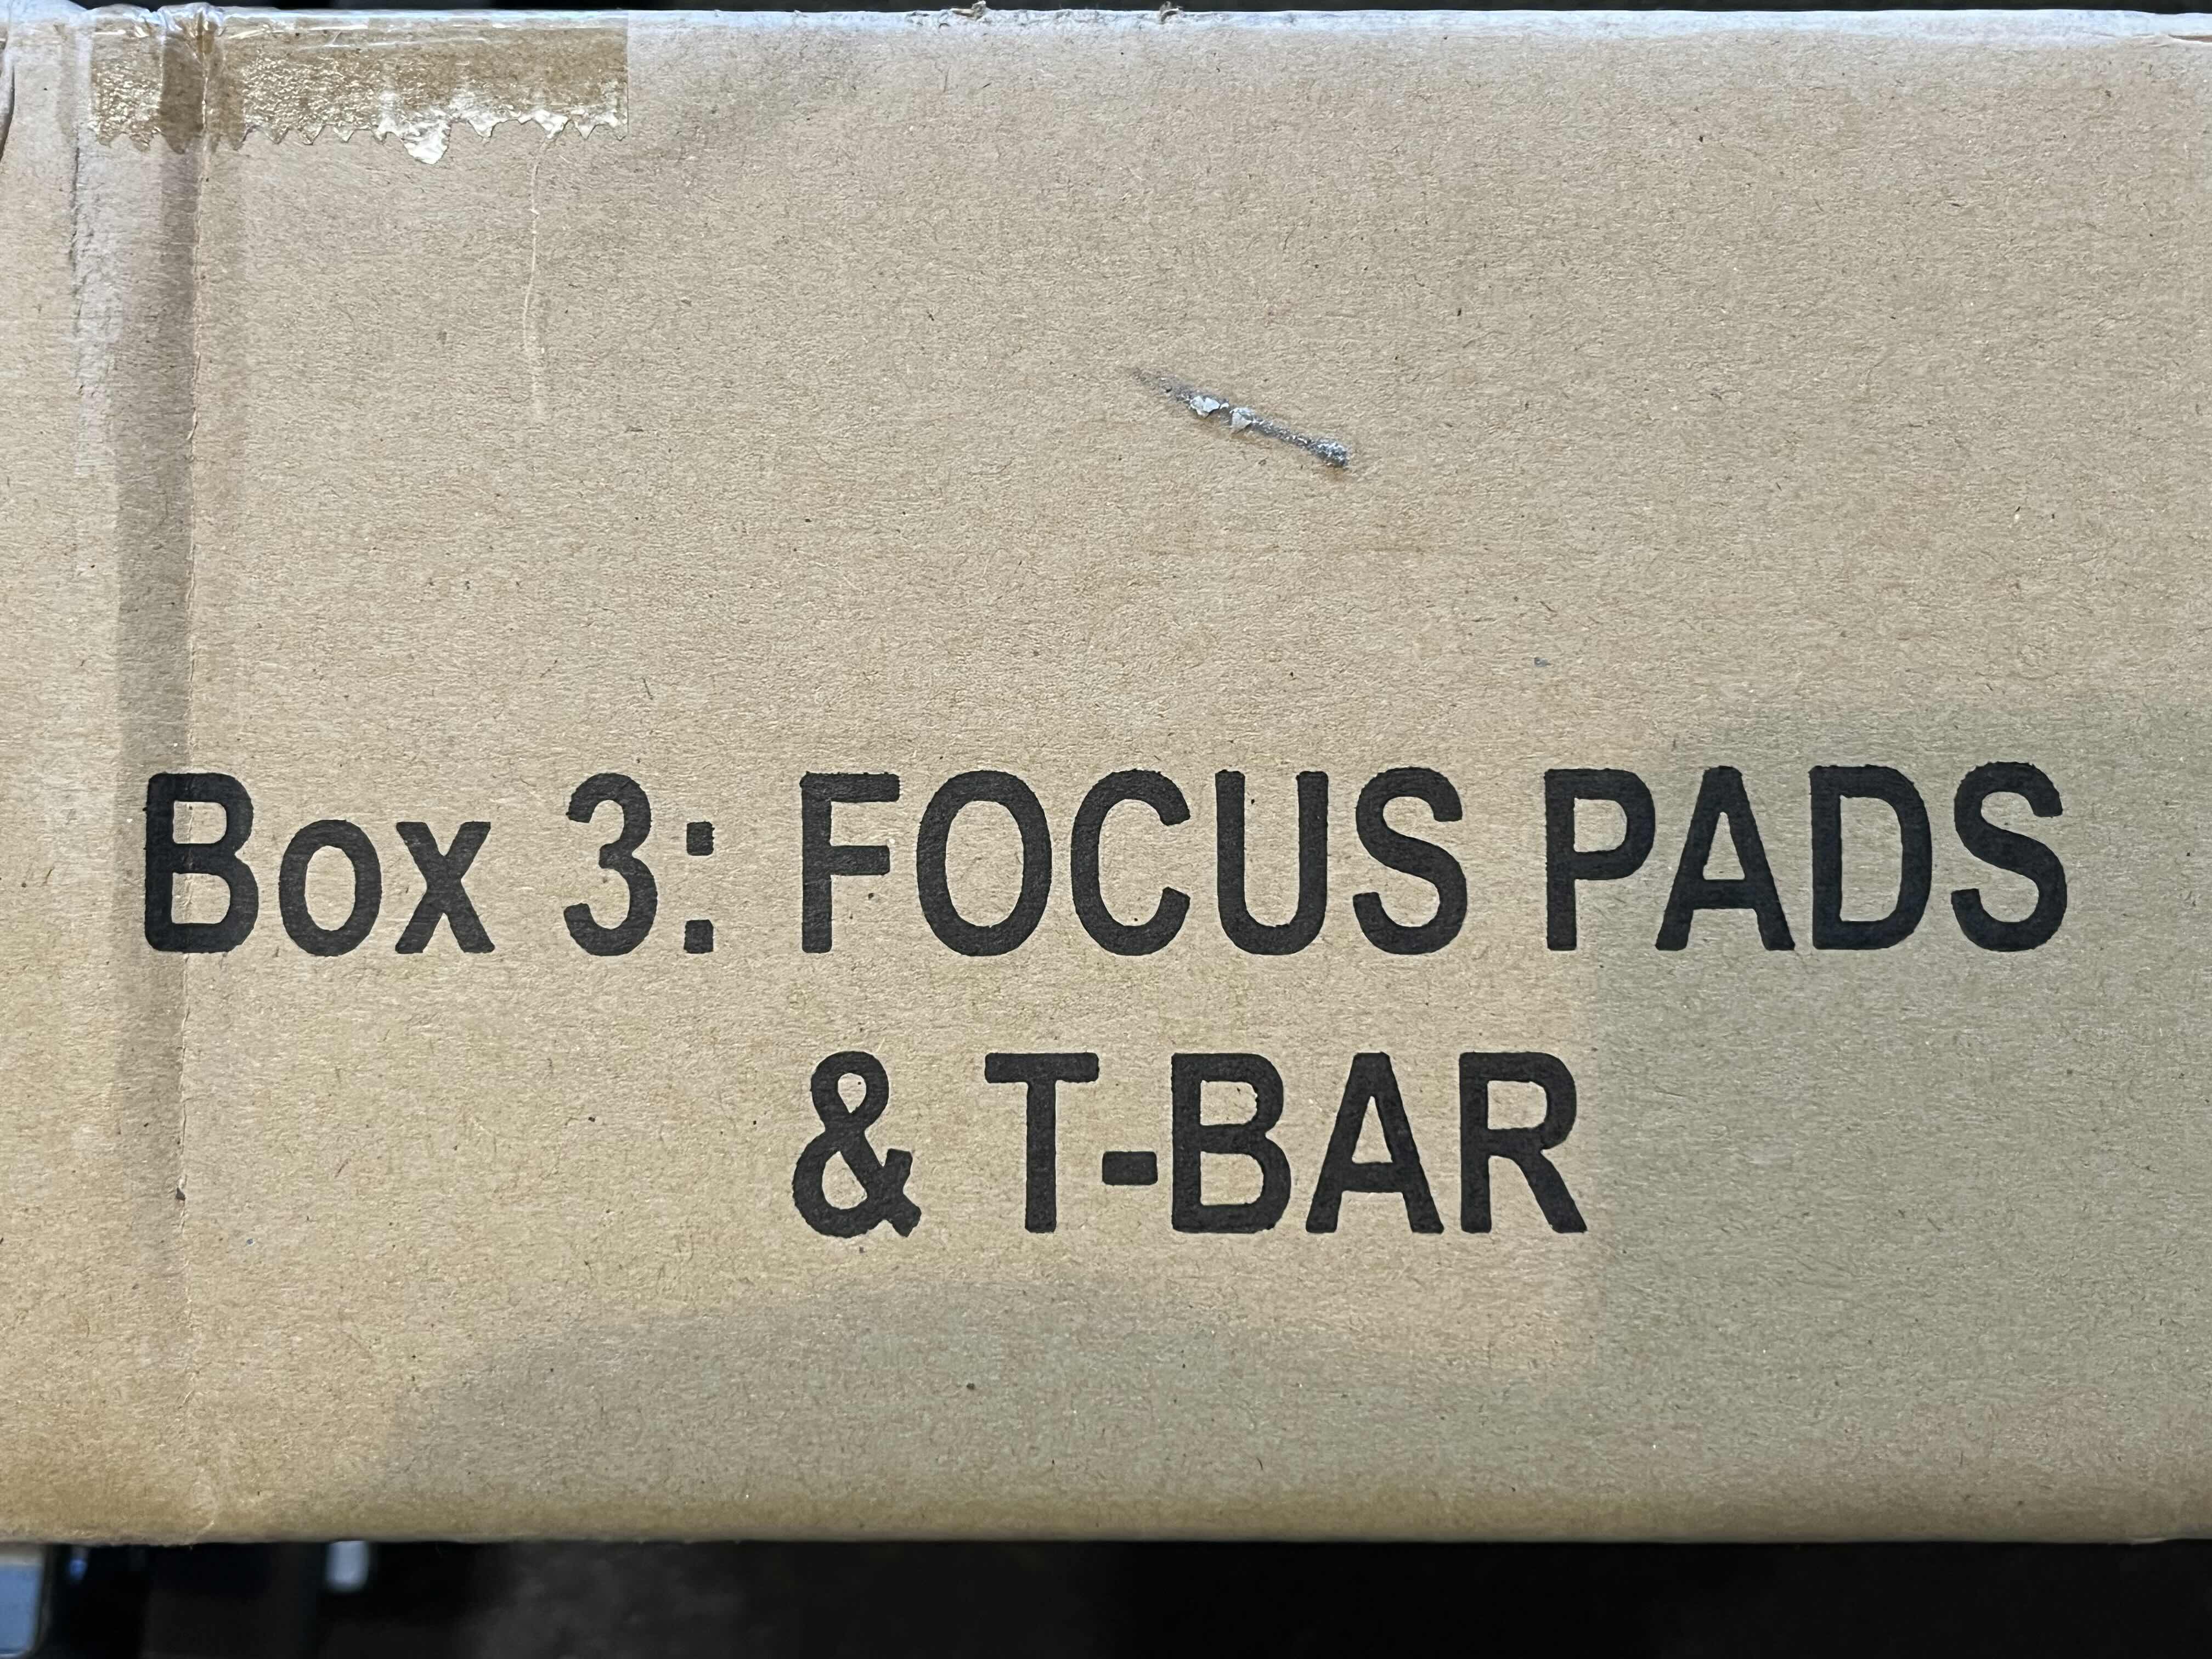 Box 3: FOCUS PADS
& T-BAR